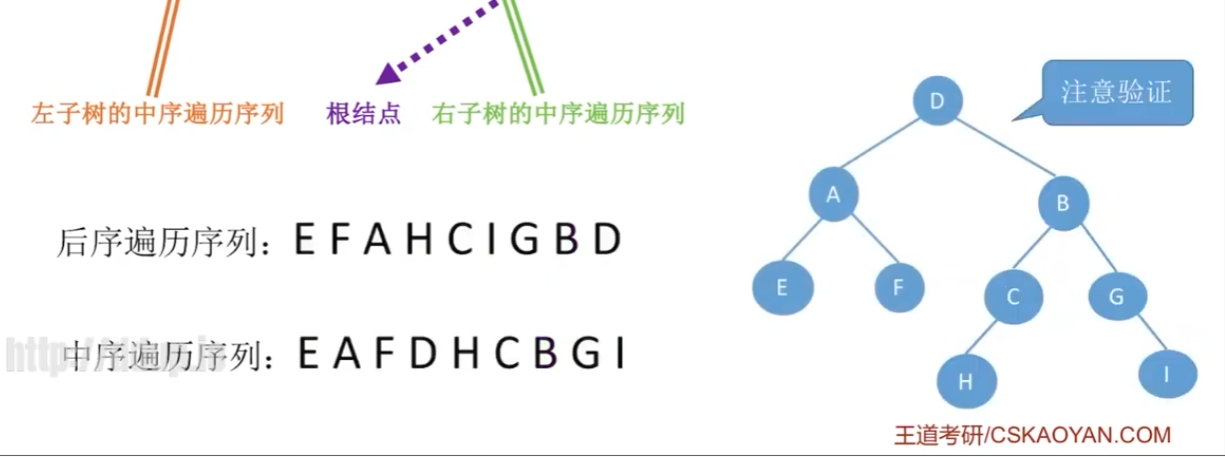 左子树的中序遍历序列 根结点 右子树的中序遍历序列
注意验证
D
A B
后序遍历序列：E F A H C I G B D
E F C G
中序遍历序列：E A F D H C B G I
H I
王道考研/CSKAOYAN.COM